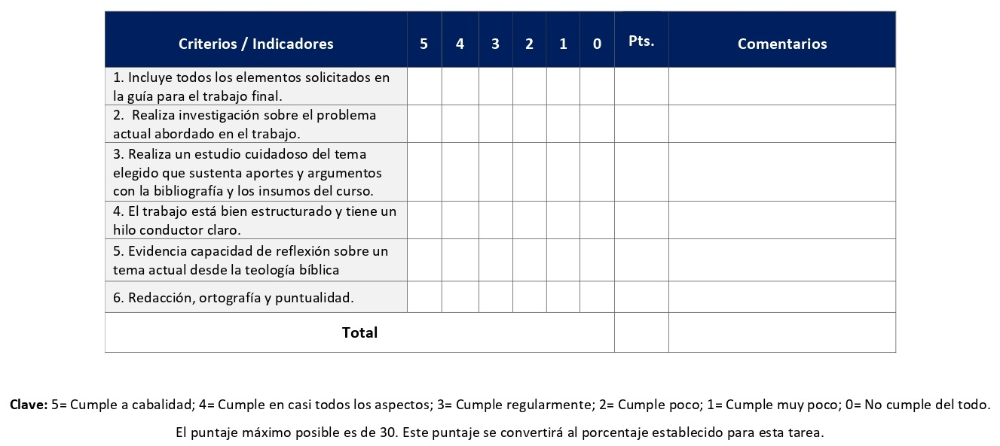 Criterios / Indicadores 5 4 3 2 1 0 Pts. Comentarios
1. Incluye todos los elementos solicitados en
la guía para el trabajo final.
2. Realiza investigación sobre el problema
actual abordado en el trabajo.
3. Realiza un estudio cuidadoso del tema
elegido que sustenta aportes y argumentos
con la bibliografía y los insumos del curso.
4. El trabajo está bien estructurado y tiene un
hilo conductor claro.
5. Evidencia capacidad de reflexión sobre un
tema actual desde la teología bíblica
6. Redacción, ortografía y puntualidad.
Total
Clave: 5= Cumple a cabalidad; 4= Cumple en casi todos los aspectos; 3= Cumple regularmente; 2= Cumple poco; 1= Cumple muy poco; 0= No cumple del todo.
El puntaje máximo posible es de 30. Este puntaje se convertirá al porcentaje establecido para esta tarea.